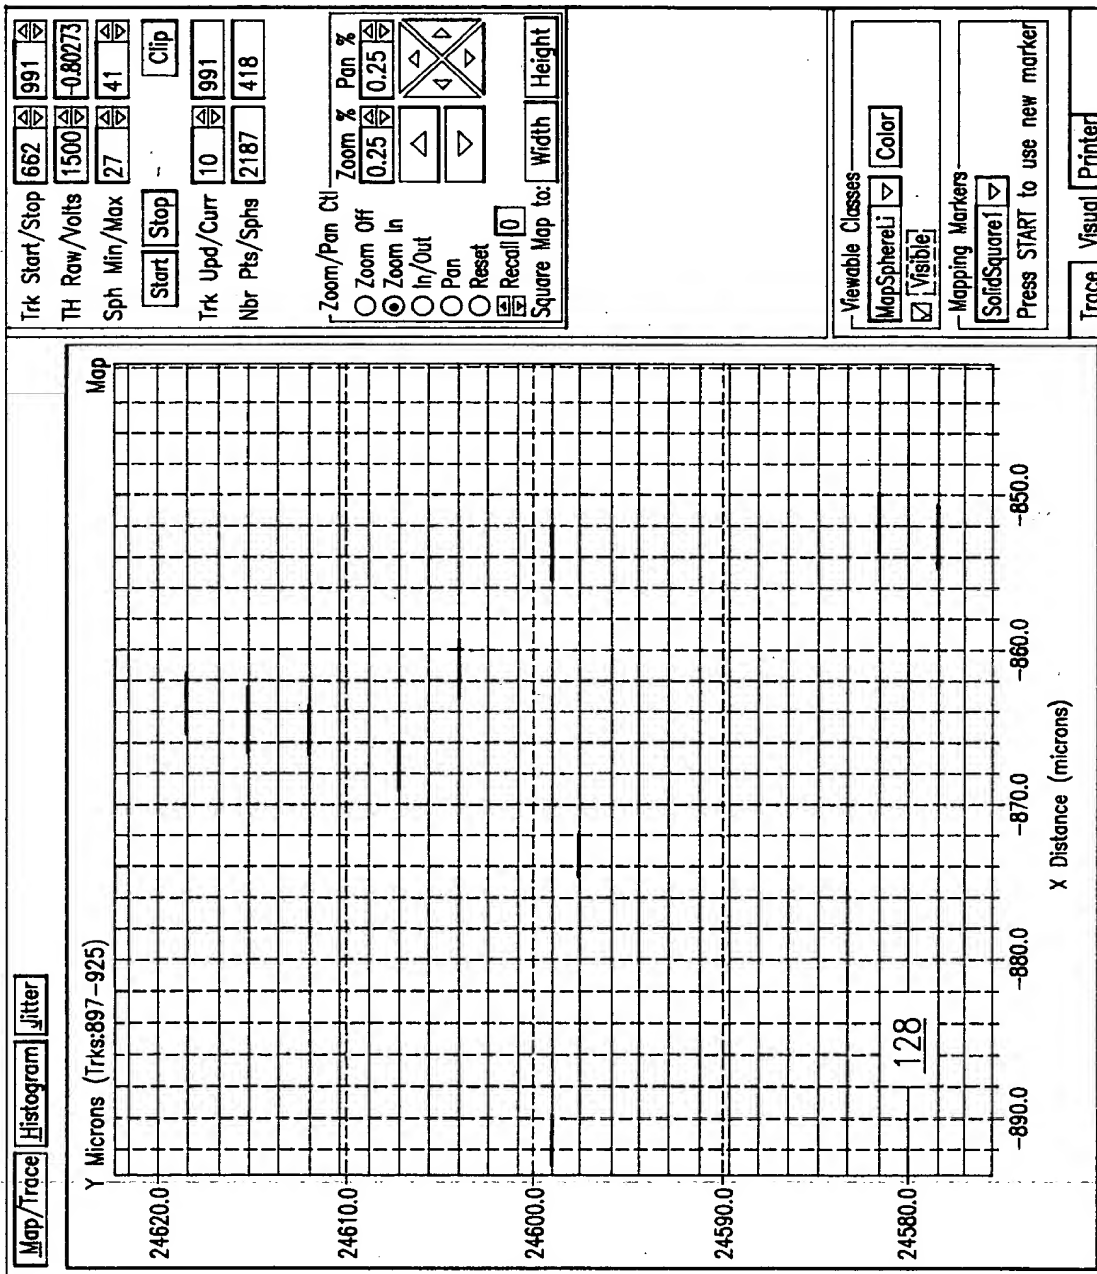 Map/Trace Histogram Jitter
Y Microns (Trks:897-925) Map
24620.0
24610.0
24600.0
24590.0
24580.0
128
-890.0 -880.0 -870.0 -860.0 -850.0
X Distance (microns)
Trk Start/Stop 662 991
TH Raw/Volts 1500 -0.80273
Sph Min/Max 27 41
Start Stop - Clip
Trk Upd/Curr 10 991
Nbr Pts/Sphs 2187 418
Zoom/Pan Ctl
Zoom % Pan %
0.25 0.25
Zoom Off
Zoom In
In/Out
Pan
Reset
Recall 0
Square Map to: Width Height
Viewable Classes
MapSphereLi Color
Visible
Mapping Markers
SolidSquare1
Press START to use new marker
Trace Visual Printer